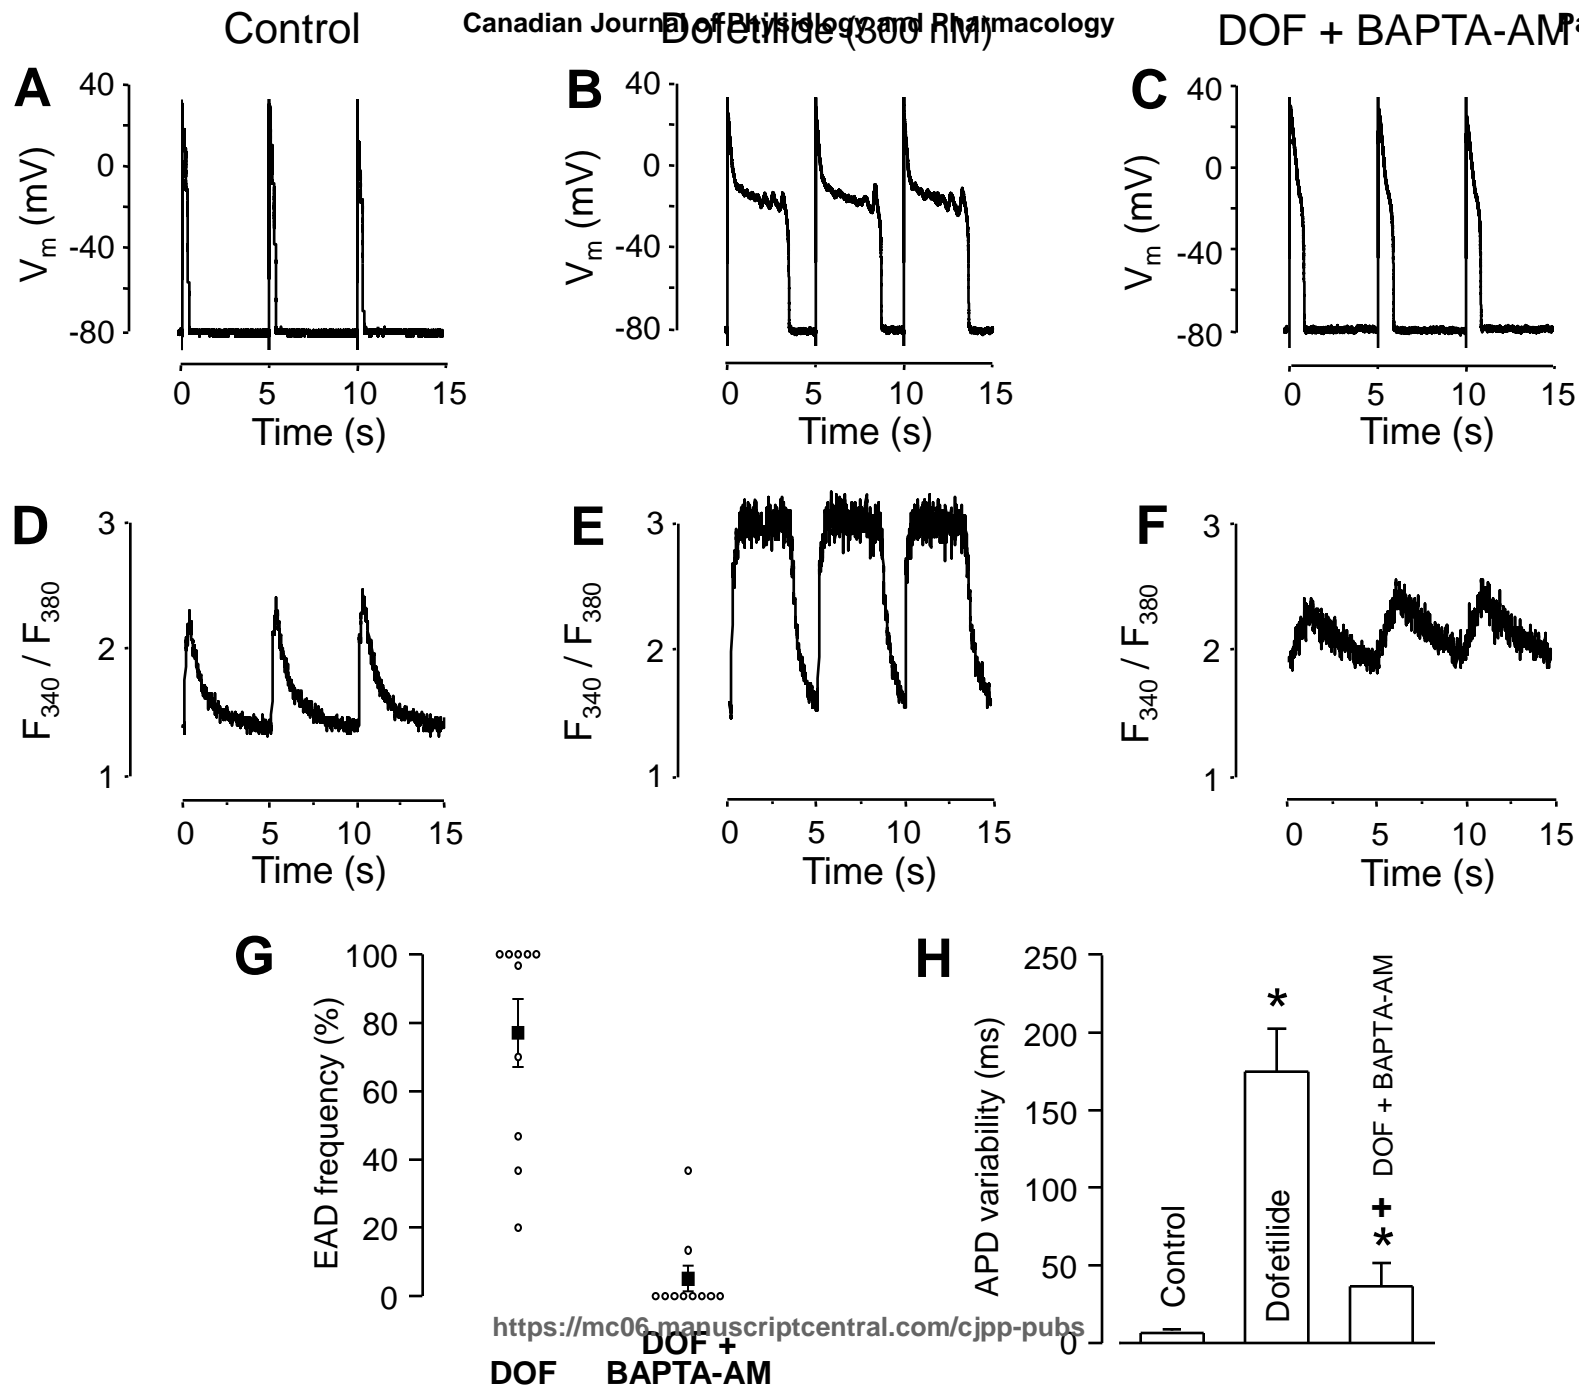 Canadian Journal of Physiology and Pharmacology
Control
Dofetilide (300 nM)
DOF + BAPTA-AM
A
40
0
-40
-80
Vm (mV)
0 5 10 15
Time (s)
B
40
0
-40
-80
Vm (mV)
0 5 10 15
Time (s)
C
40
0
-40
-80
Vm (mV)
0 5 10 15
Time (s)
D
3
2
1
F340 / F380
0 5 10 15
Time (s)
E
3
2
1
F340 / F380
0 5 10 15
Time (s)
F
3
2
1
F340 / F380
0 5 10 15
Time (s)
G
100
80
60
40
20
0
EAD frequency (%)
DOF
DOF +
BAPTA-AM
H
250
200
150
100
50
0
APD variability (ms)
Control
*
Dofetilide
DOF + BAPTA-AM
+
*
https://mc06.manuscriptcentral.com/cjpp-pubs